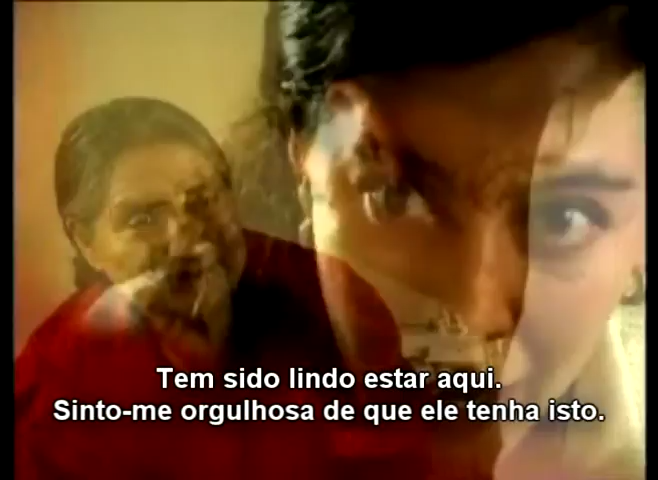 Tem sido lindo estar aqui.
Sinto-me orgulhosa de que ele tenha isto.